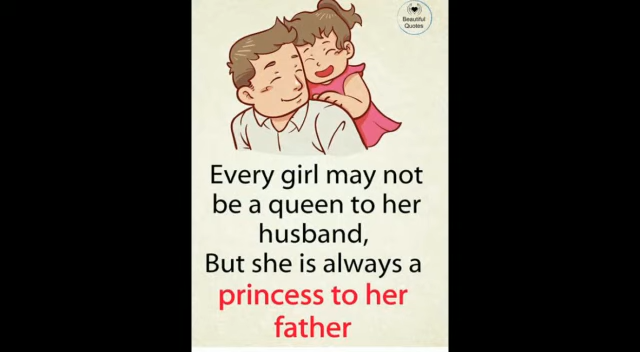 Beautiful
Quotes
Every girl may not
be a queen to her
husband,
But she is always a
princess to her
father